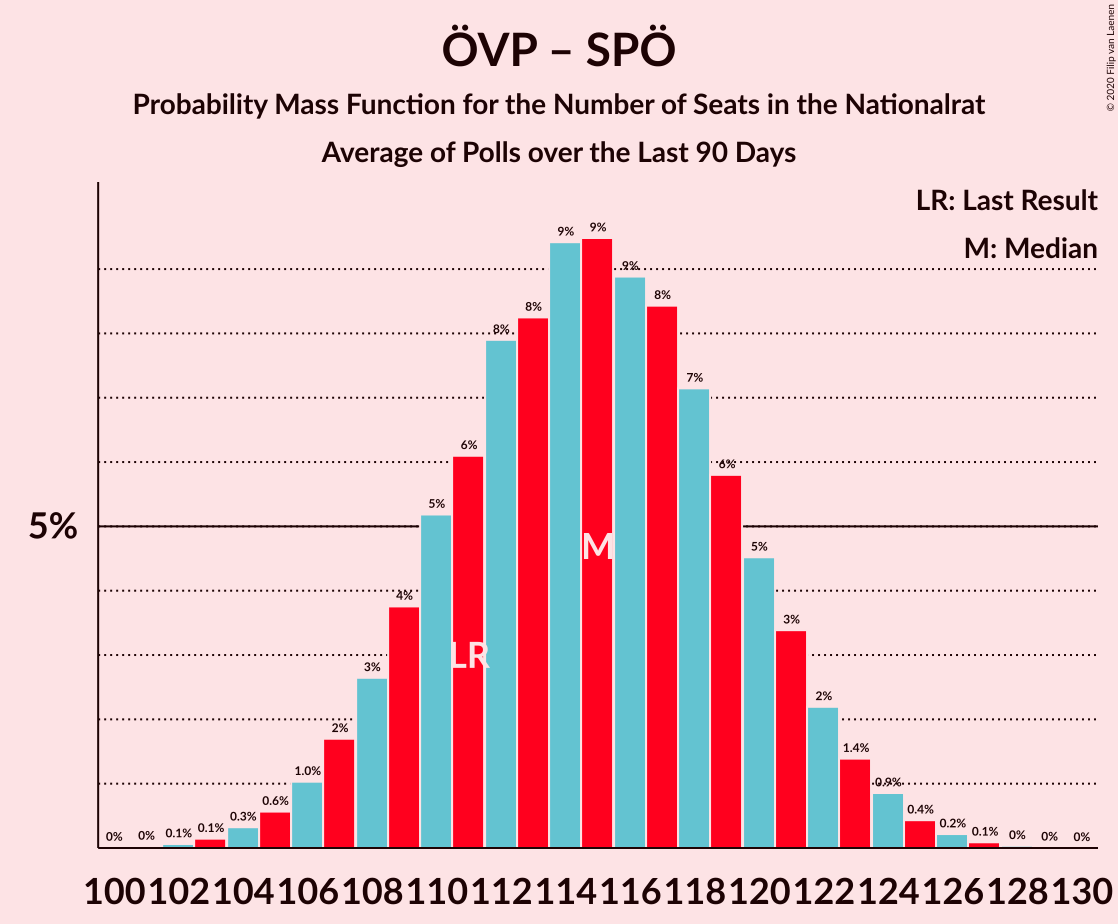 ÖVP – SPÖ
Probability Mass Function for the Number of Seats in the Nationalrat
Average of Polls over the Last 90 Days
© 2020 Filip van Laenen
LR: Last Result
M: Median
5%
0% 0% 0.1% 0.1% 0.3% 0.6% 1.0% 2% 3% 4% 5% 6% 8% 8% 9% 9% 9% 8% 7% 6% 5% 3% 2% 1.4% 0.9% 0.4% 0.2% 0.1% 0% 0% 0%
M
LR
100 102 104 106 108 110 112 114 116 118 120 122 124 126 128 130